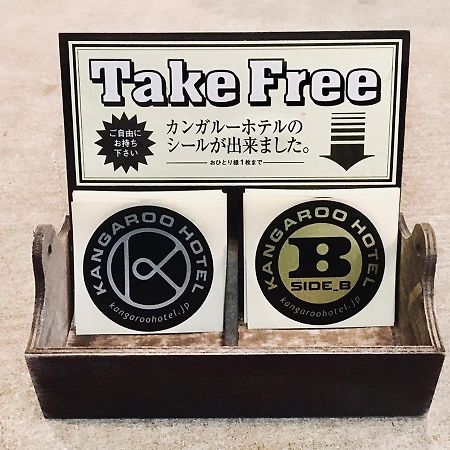 Take Free
ご自由に
お持ち
下さい
カンガルーホテルの
シールが出来ました。
おひとり様1枚まで
KANGAROO HOTEL
kangaroohotel.jp
KANGAROO HOTEL
B
SIDE_B
kangaroohotel.jp